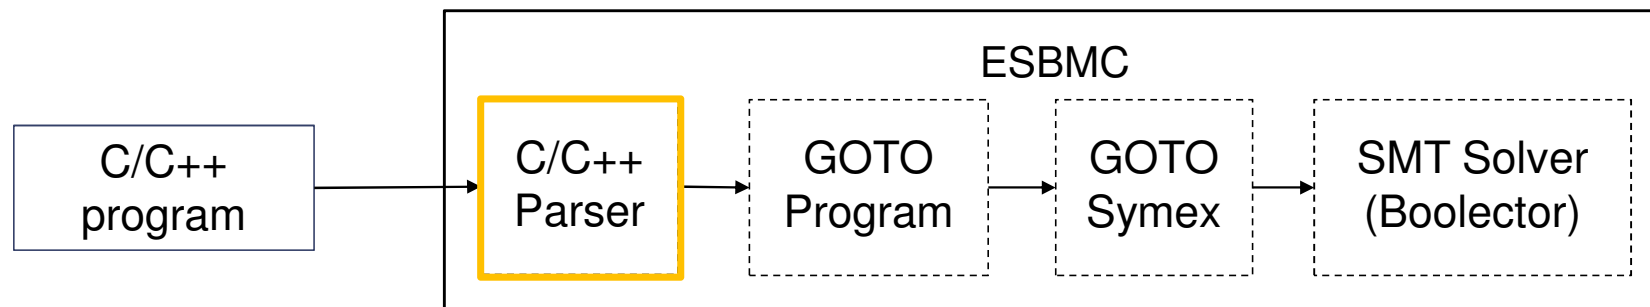 ESBMC
C/C++
program
C/C++
Parser
GOTO
Program
GOTO
Symex
SMT Solver
(Boolector)